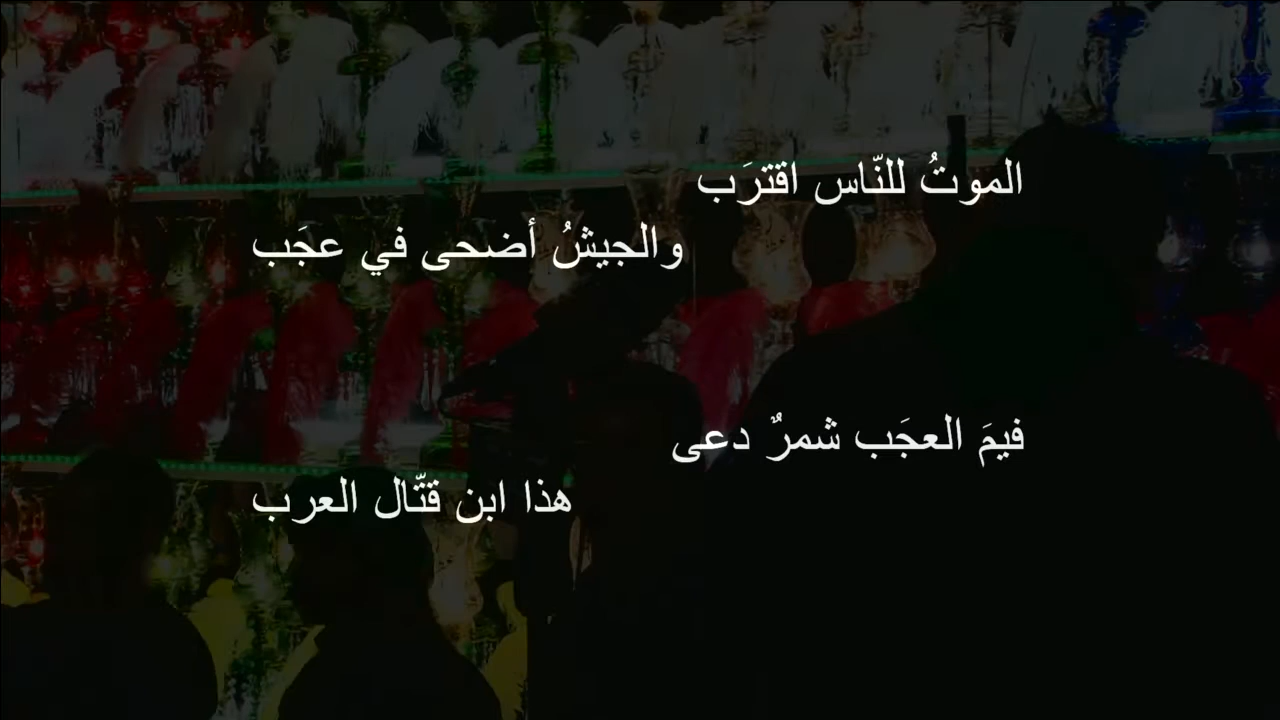 الموتُ للنّاس اقترَب
والجيشُ أضحى في عجَب
فيمَ العجَب شمرٌ دعى
هذا ابن قتّال العرب